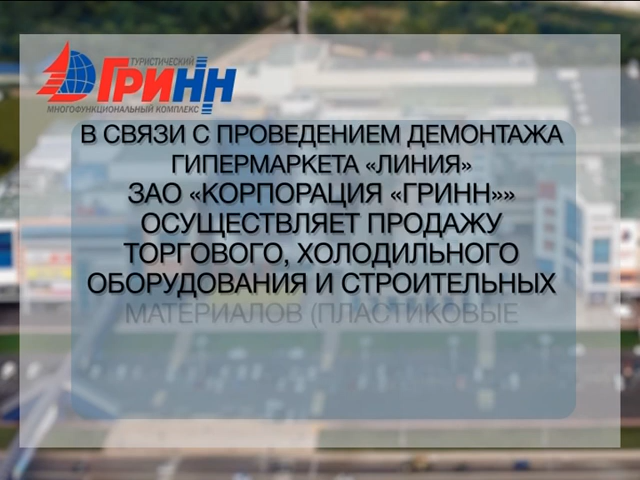 ТУРИСТИЧЕСКИЙ
ГРИНН
МНОГОФУНКЦИОНАЛЬНЫЙ КОМПЛЕКС
В СВЯЗИ С ПРОВЕДЕНИЕМ ДЕМОНТАЖА
ГИПЕРМАРКЕТА «ЛИНИЯ»
ЗАО «КОРПОРАЦИЯ «ГРИНН»»
ОСУЩЕСТВЛЯЕТ ПРОДАЖУ
ТОРГОВОГО, ХОЛОДИЛЬНОГО
ОБОРУДОВАНИЯ И СТРОИТЕЛЬНЫХ
МАТЕРИАЛОВ (ПЛАСТИКОВЫЕ